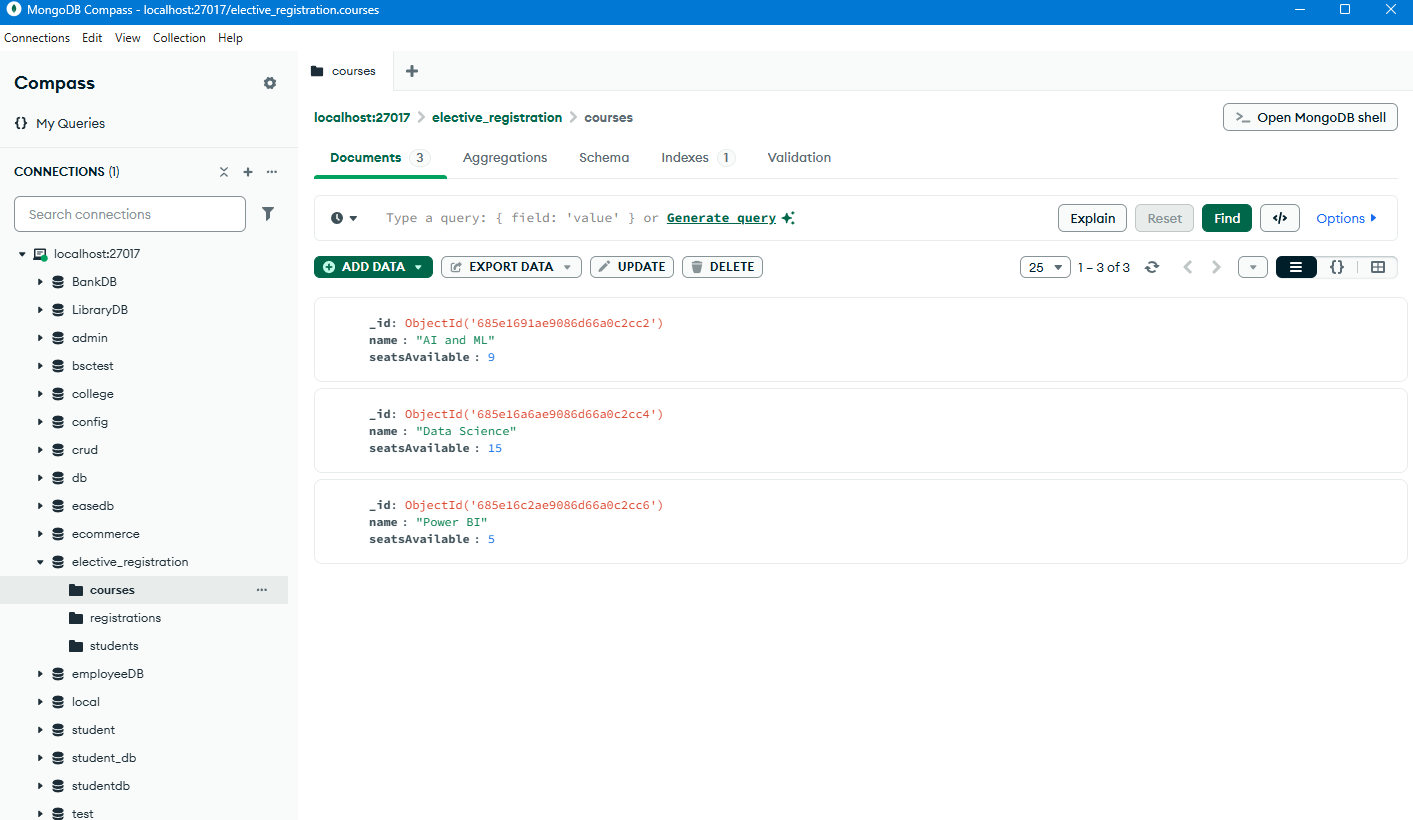 MongoDB Compass - localhost:27017/elective_registration.courses
Connections Edit View Collection Help
Compass
{} My Queries
CONNECTIONS (1)
Search connections
localhost:27017
BankDB
LibraryDB
admin
bsctest
college
config
crud
db
easedb
ecommerce
elective_registration
courses
registrations
students
employeeDB
local
student
student_db
studentdb
test
courses
localhost:27017 > elective_registration > courses
>_ Open MongoDB shell
Documents 3 Aggregations Schema Indexes 1 Validation
Type a query: { field: 'value' } or Generate query
Explain Reset Find </> Options
ADD DATA EXPORT DATA UPDATE DELETE
25 1 – 3 of 3 {}
_id: ObjectId('685e1691ae9086d66a0c2cc2')
name : "AI and ML"
seatsAvailable : 9
_id: ObjectId('685e16a6ae9086d66a0c2cc4')
name : "Data Science"
seatsAvailable : 15
_id: ObjectId('685e16c2ae9086d66a0c2cc6')
name : "Power BI"
seatsAvailable : 5